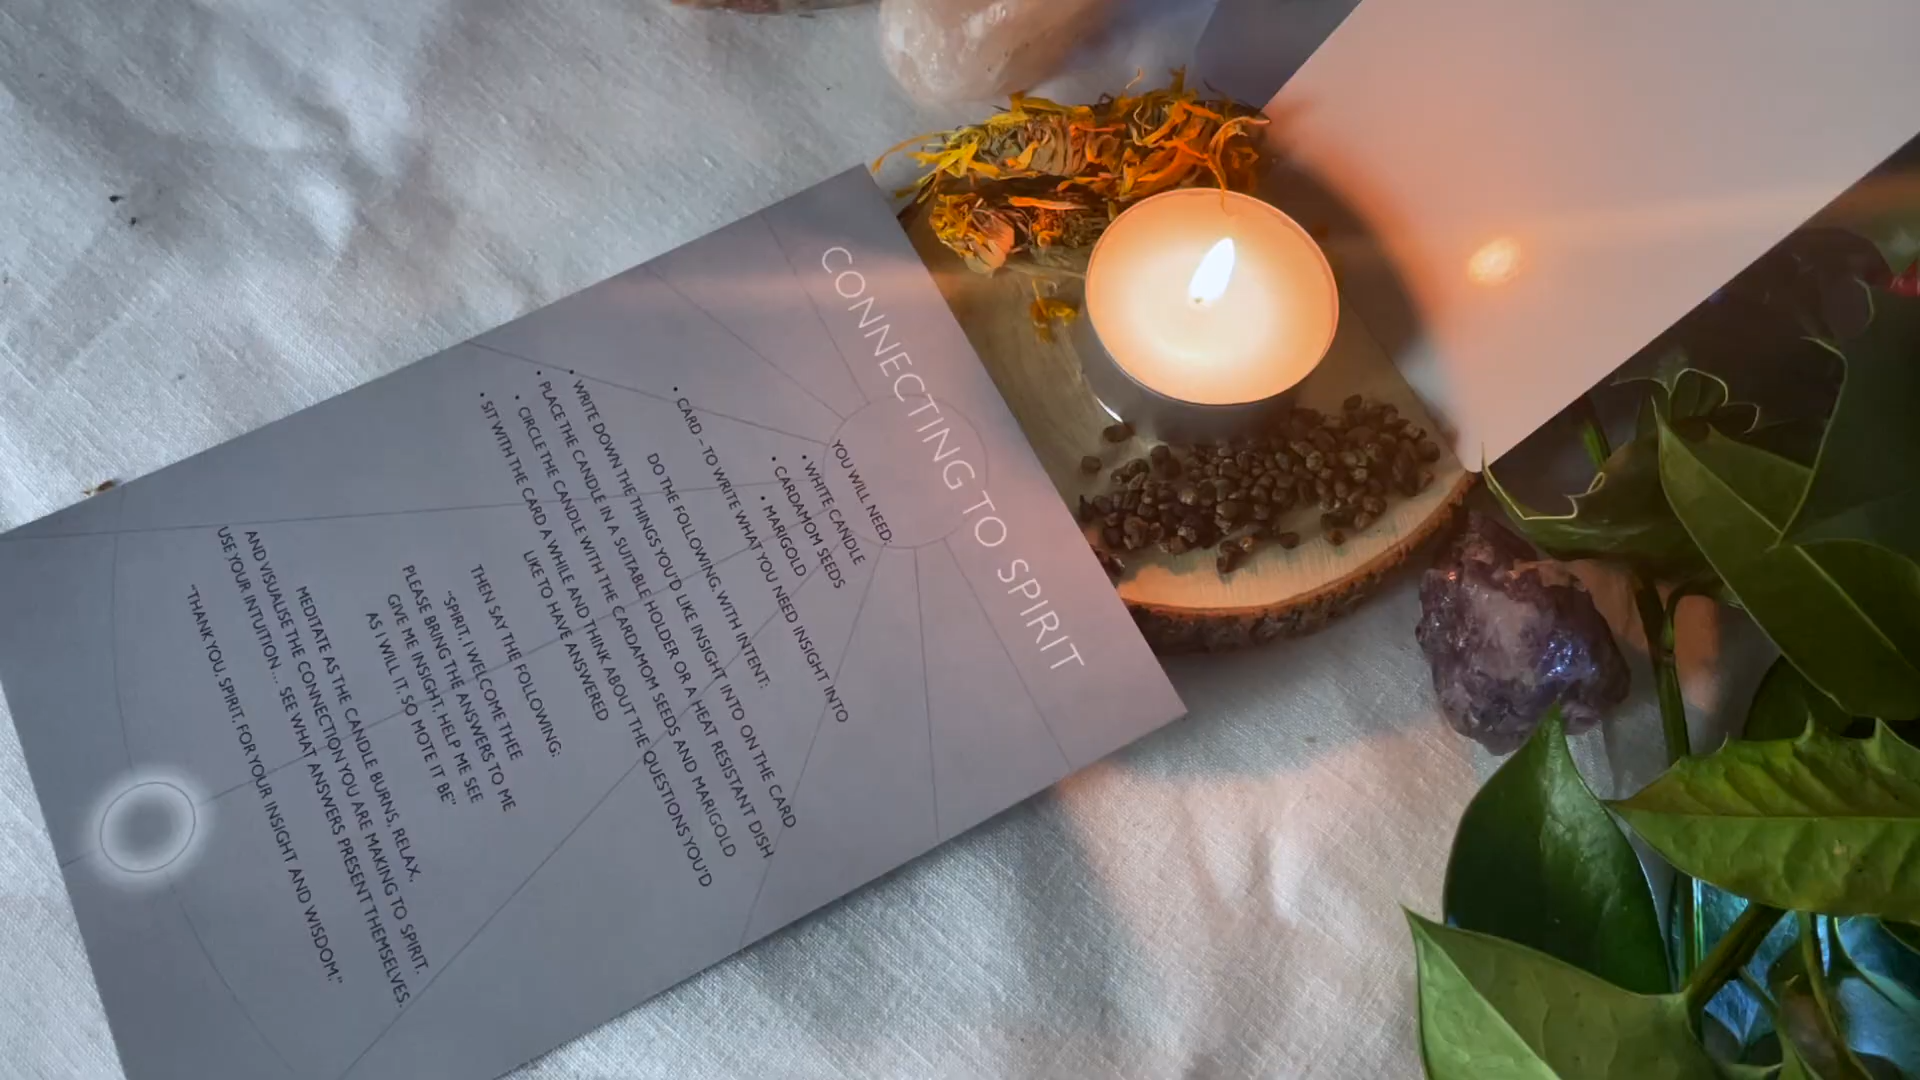 CONNECTING TO SPIRIT
YOU WILL NEED:
• WHITE CANDLE
• CARDAMOM SEEDS
• MARIGOLD
• CARD - TO WRITE WHAT YOU NEED INSIGHT INTO
DO THE FOLLOWING, WITH INTENT:
• WRITE DOWN THE THINGS YOU'D LIKE INSIGHT INTO ON THE CARD
• PLACE THE CANDLE IN A SUITABLE HOLDER OR A HEAT RESISTANT DISH
• CIRCLE THE CANDLE WITH THE CARDAMOM SEEDS AND MARIGOLD
• SIT WITH THE CARD A WHILE AND THINK ABOUT THE QUESTIONS YOU'D
LIKE TO HAVE ANSWERED
THEN SAY THE FOLLOWING:
"SPIRIT, I WELCOME THEE
PLEASE BRING THE ANSWERS TO ME
GIVE ME INSIGHT, HELP ME SEE
AS I WILL IT, SO MOTE IT BE"
MEDITATE AS THE CANDLE BURNS, RELAX,
AND VISUALISE THE CONNECTION YOU ARE MAKING TO SPIRIT.
USE YOUR INTUITION... SEE WHAT ANSWERS PRESENT THEMSELVES.
"THANK YOU, SPIRIT, FOR YOUR INSIGHT AND WISDOM."